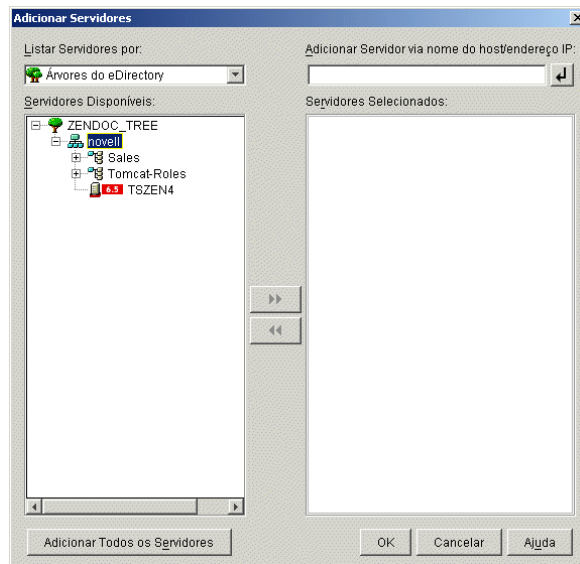 Adicionar Servidores
Listar Servidores por:
Árvores do eDirectory
Adicionar Servidor via nome do host/endereço IP:
Servidores Disponíveis:
Servidores Selecionados:
ZENDOC_TREE
novell
Sales
Tomcat-Roles
6.5 TSZEN4
Adicionar Todos os Servidores
OK
Cancelar
Ajuda